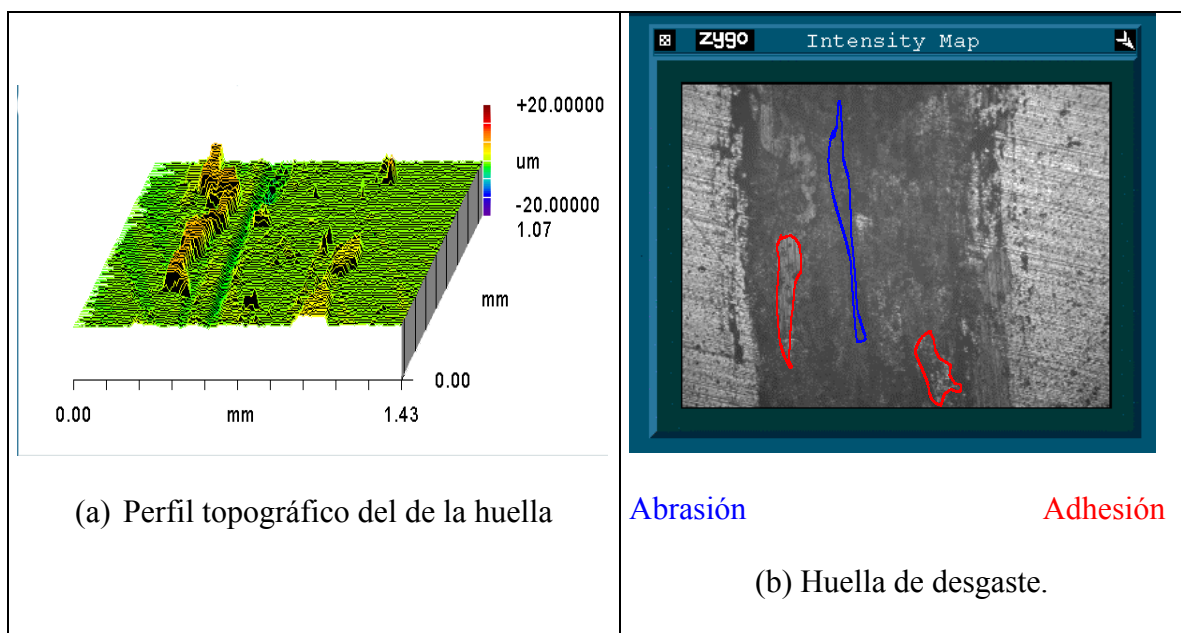 +20.00000
um
-20.00000
1.07
mm
0.00
0.00 mm 1.43
(a) Perfil topográfico del de la huella
zygo Intensity Map
Abrasión Adhesión
(b) Huella de desgaste.